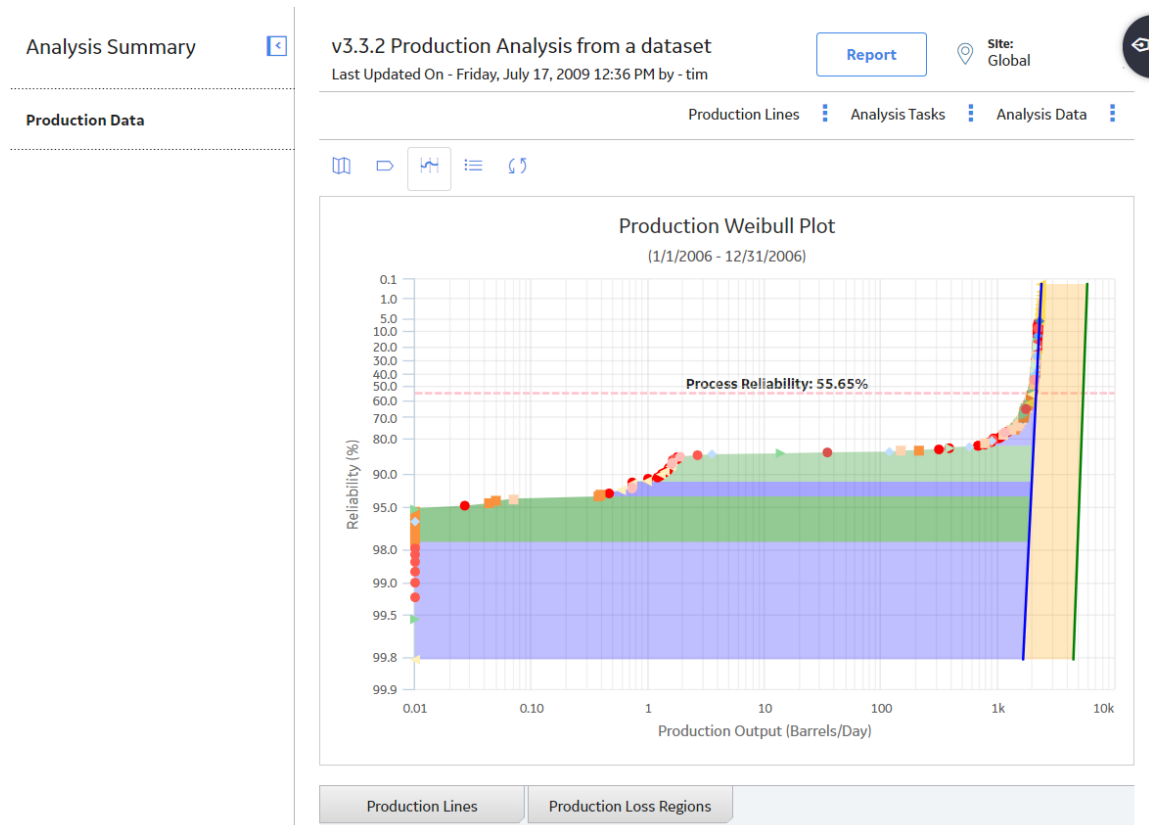 Analysis Summary
Production Data
v3.3.2 Production Analysis from a dataset
Last Updated On - Friday, July 17, 2009 12:36 PM by - tim
Report
Site:
Global
Production Lines
Analysis Tasks
Analysis Data
Production Weibull Plot
(1/1/2006 - 12/31/2006)
0.1
1.0
5.0
10.0
20.0
30.0
40.0
50.0
60.0
70.0
80.0
90.0
95.0
98.0
99.0
99.5
99.8
99.9
Reliability (%)
Process Reliability: 55.65%
0.01 0.10 1 10 100 1k 10k
Production Output (Barrels/Day)
Production Lines
Production Loss Regions